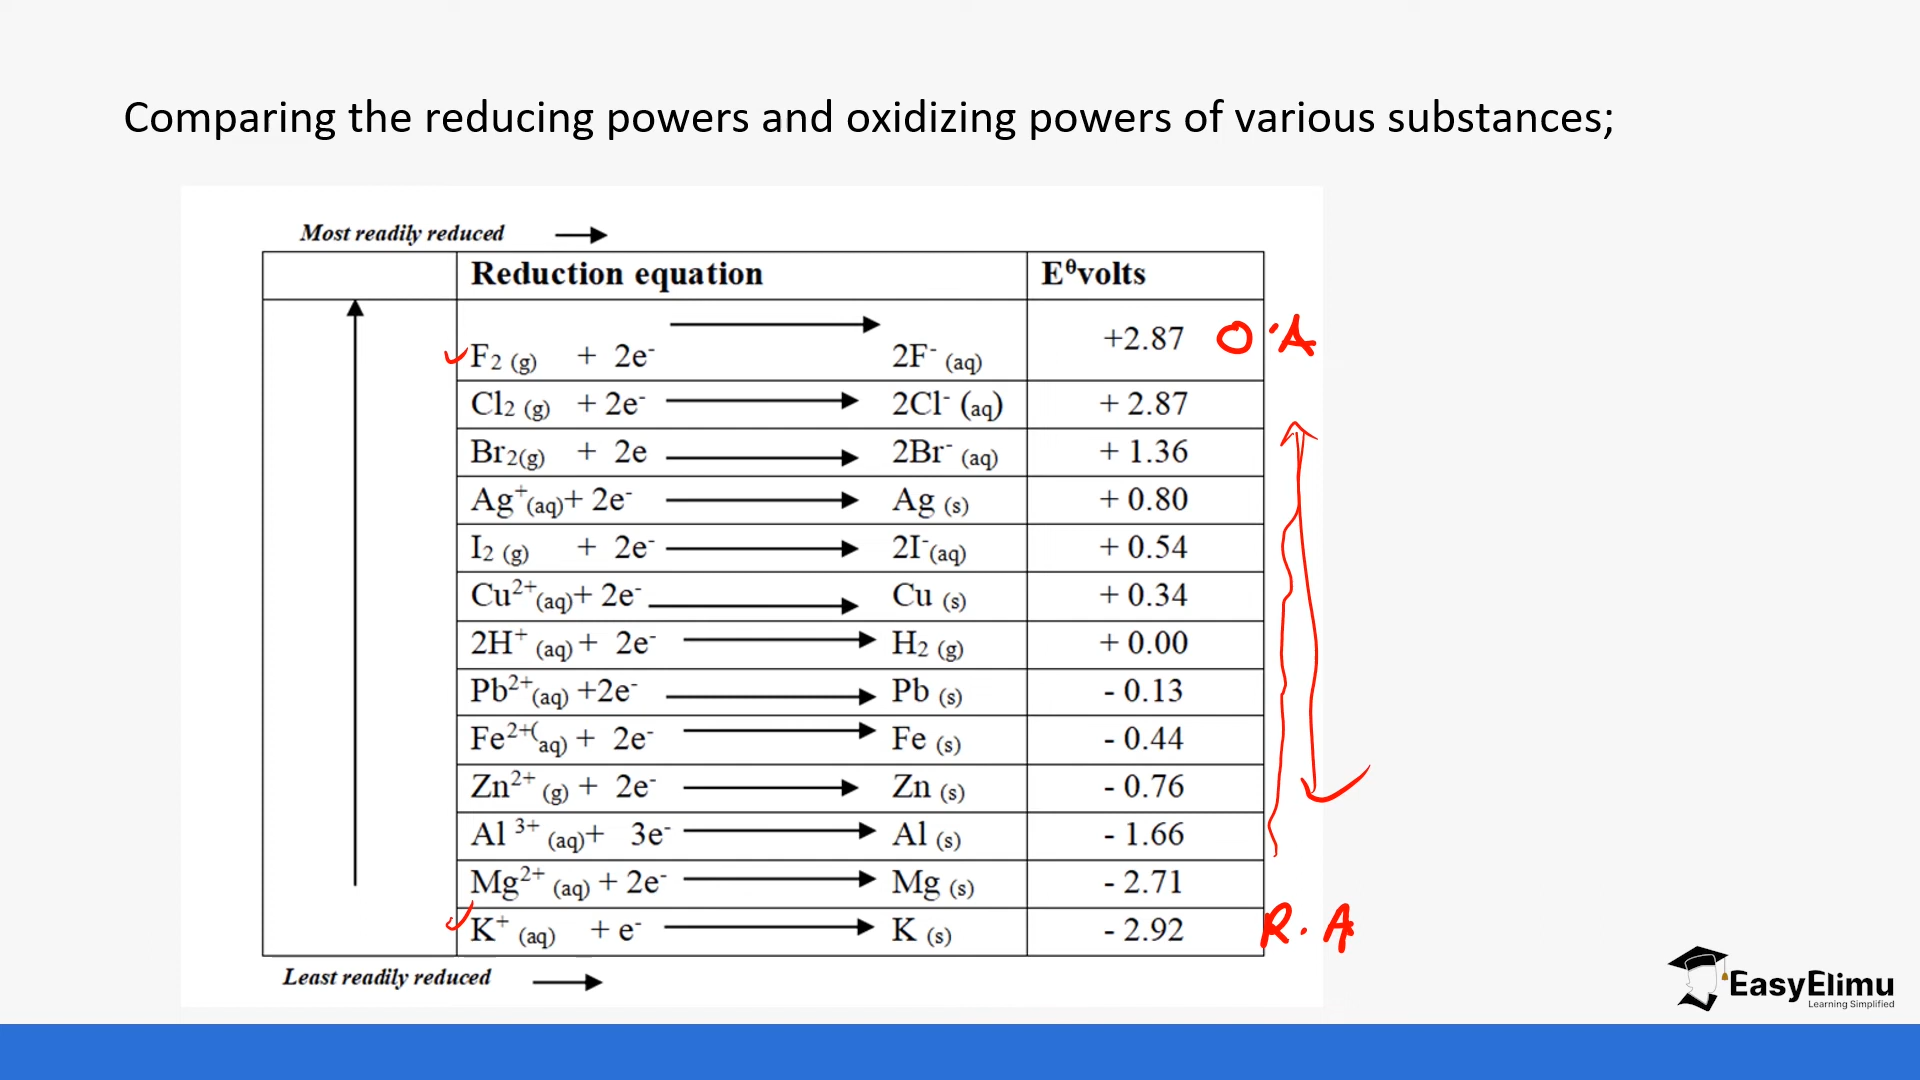 Comparing the reducing powers and oxidizing powers of various substances;
Most readily reduced
Reduction equation E^θvolts
F₂ (g) + 2e⁻ 2F⁻ (aq) +2.87 O.A
Cl₂ (g) + 2e⁻ 2Cl⁻ (aq) + 2.87
Br₂(g) + 2e 2Br⁻ (aq) + 1.36
Ag⁺(aq)+ 2e⁻ Ag (s) + 0.80
I₂ (g) + 2e⁻ 2I⁻(aq) + 0.54
Cu²⁺(aq)+ 2e⁻ Cu (s) + 0.34
2H⁺ (aq) + 2e⁻ H₂ (g) + 0.00
Pb²⁺(aq) +2e⁻ Pb (s) - 0.13
Fe²⁺(aq) + 2e⁻ Fe (s) - 0.44
Zn²⁺ (g) + 2e⁻ Zn (s) - 0.76
Al ³⁺ (aq)+ 3e⁻ Al (s) - 1.66
Mg²⁺ (aq) + 2e⁻ Mg (s) - 2.71
K⁺ (aq) + e⁻ K (s) - 2.92 R.A
Least readily reduced
EasyElimu
Learning Simplified